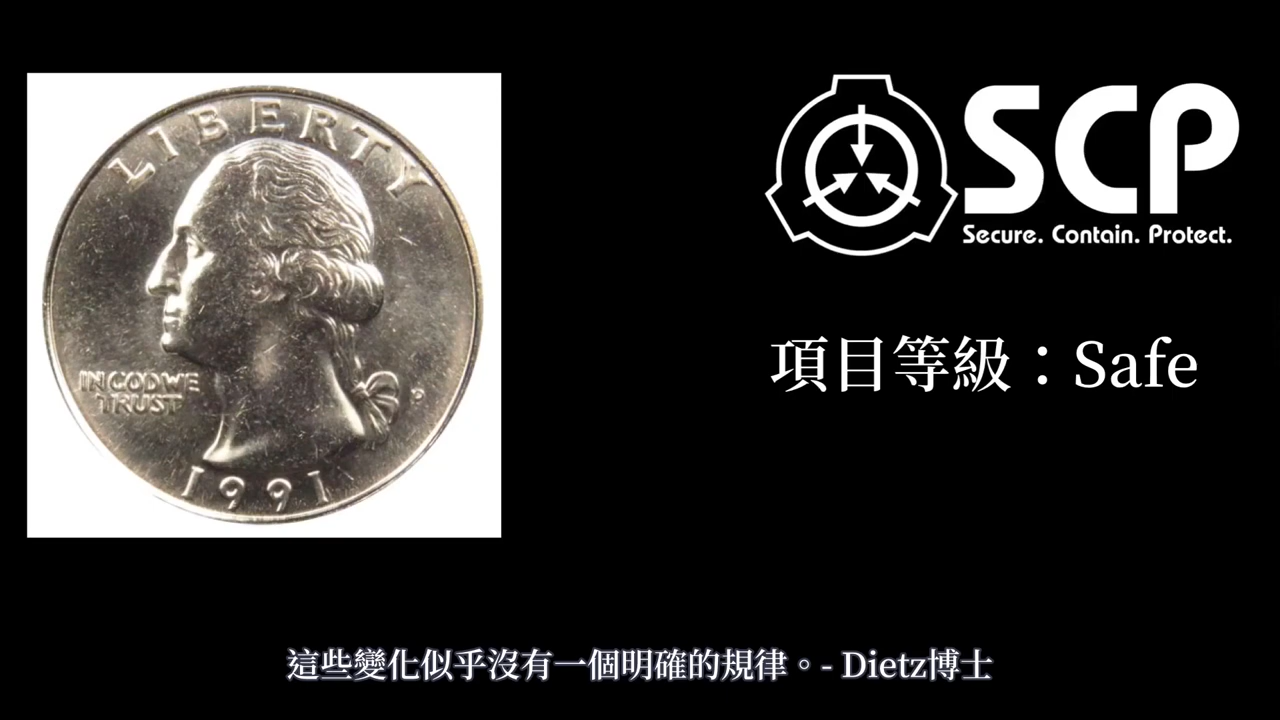 LIBERTY
IN GOD WE
TRUST
P
1991
SCP
Secure. Contain. Protect.
項目等級：Safe
這些變化似乎沒有一個明確的規律。- Dietz博士